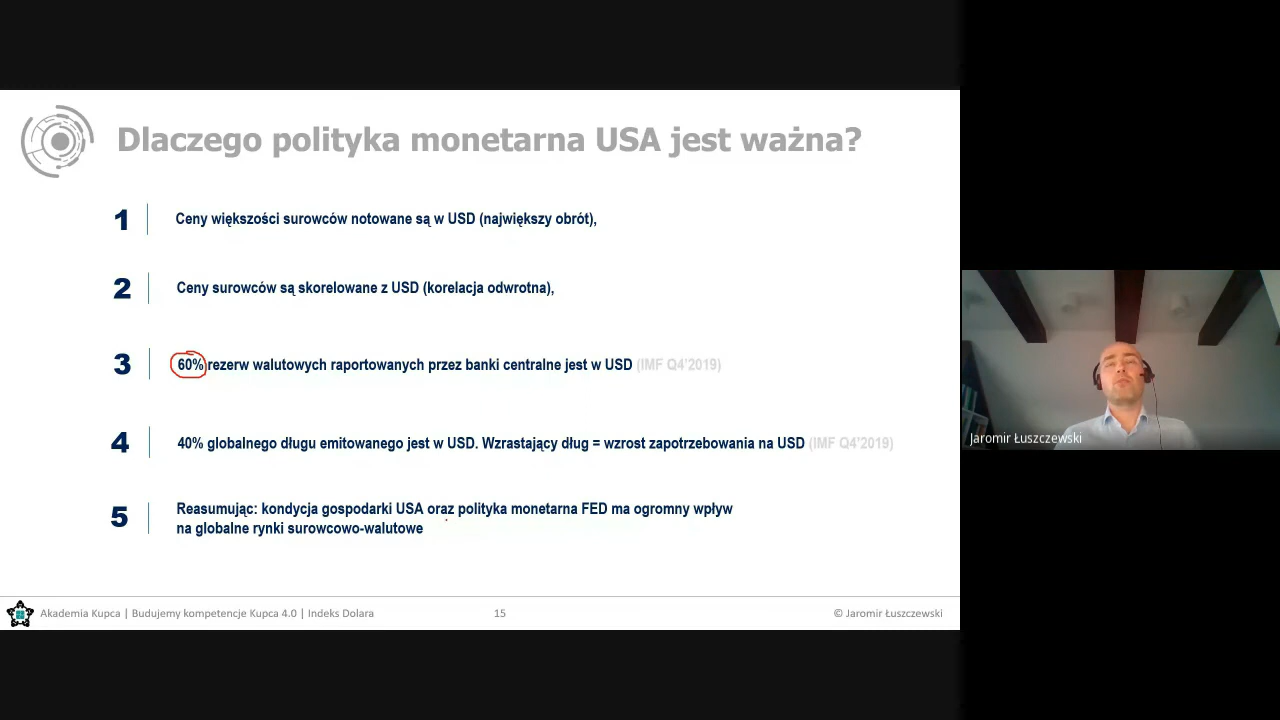 Dlaczego polityka monetarna USA jest ważna?
1 Ceny większości surowców notowane są w USD (największy obrót),
2 Ceny surowców są skorelowane z USD (korelacja odwrotna),
3 60% rezerw walutowych raportowanych przez banki centralne jest w USD (IMF Q4'2019)
4 40% globalnego długu emitowanego jest w USD. Wzrastający dług = wzrost zapotrzebowania na USD (IMF Q4'2019)
5 Reasumując: kondycja gospodarki USA oraz polityka monetarna FED ma ogromny wpływ
na globalne rynki surowcowo-walutowe
Akademia Kupca | Budujemy kompetencje Kupca 4.0 | Indeks Dolara 15 © Jaromir Łuszczewski
Jaromir Łuszczewski